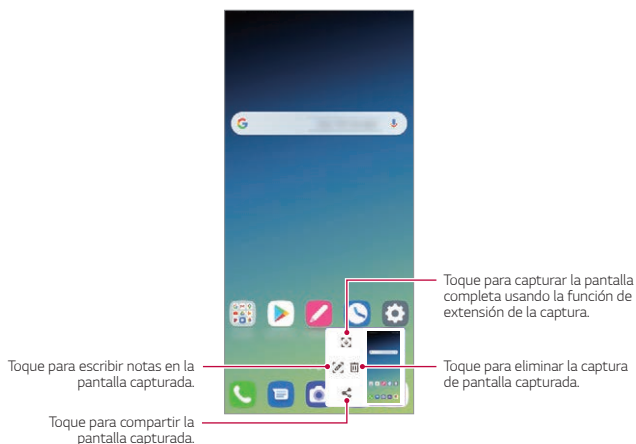 Toque para capturar la pantalla
completa usando la función de
extensión de la captura.
Toque para escribir notas en la
pantalla capturada.
Toque para eliminar la captura
de pantalla capturada.
Toque para compartir la
pantalla capturada.